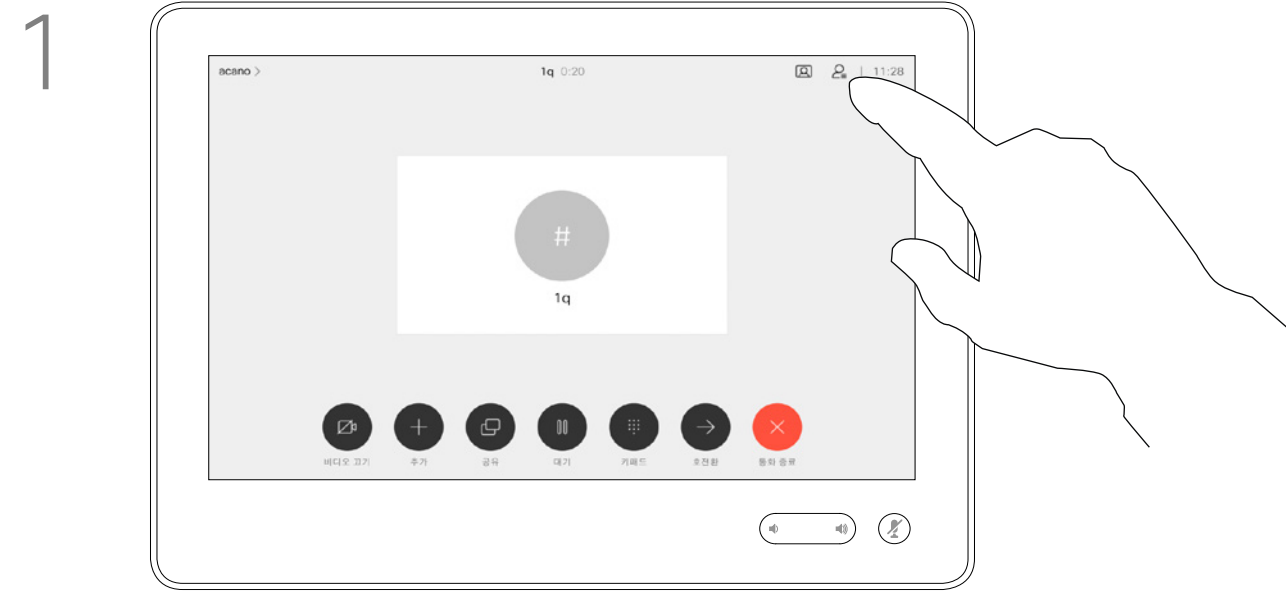 1
acano >
1q 0:20
11:28
#
1q
비디오 끄기
추가
공유
대기
키패드
호전환
통화 종료